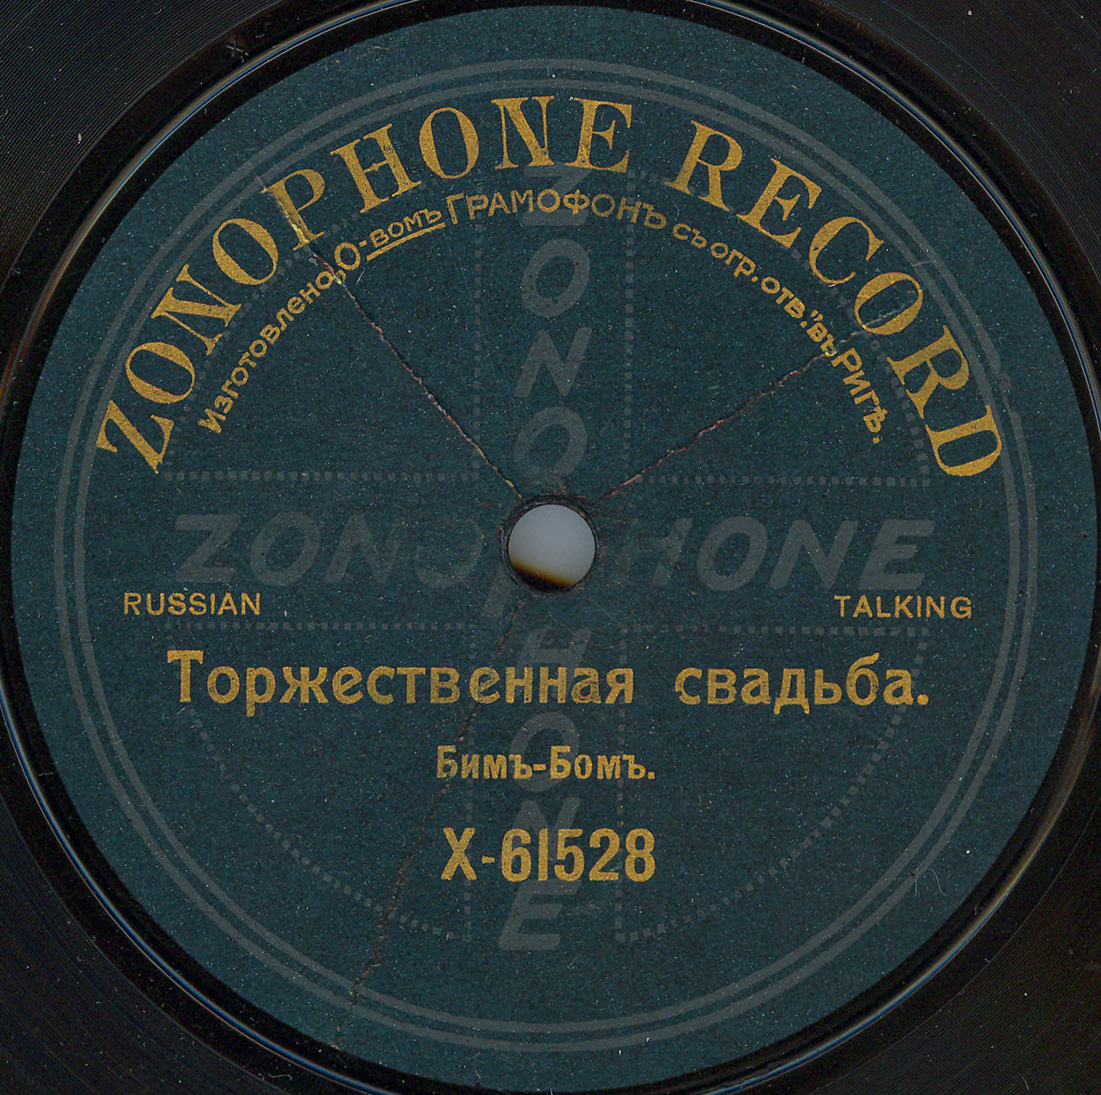 ZONOPHONE RECORD
Изготовлено „О-вомъ ГРАМОФОНЪ съ огр. отв." въ Ригѣ.
ZONOPHONE
ZONOPHONE
RUSSIAN
TALKING
Торжественная свадьба.
Бимъ-Бомъ.
X-61528